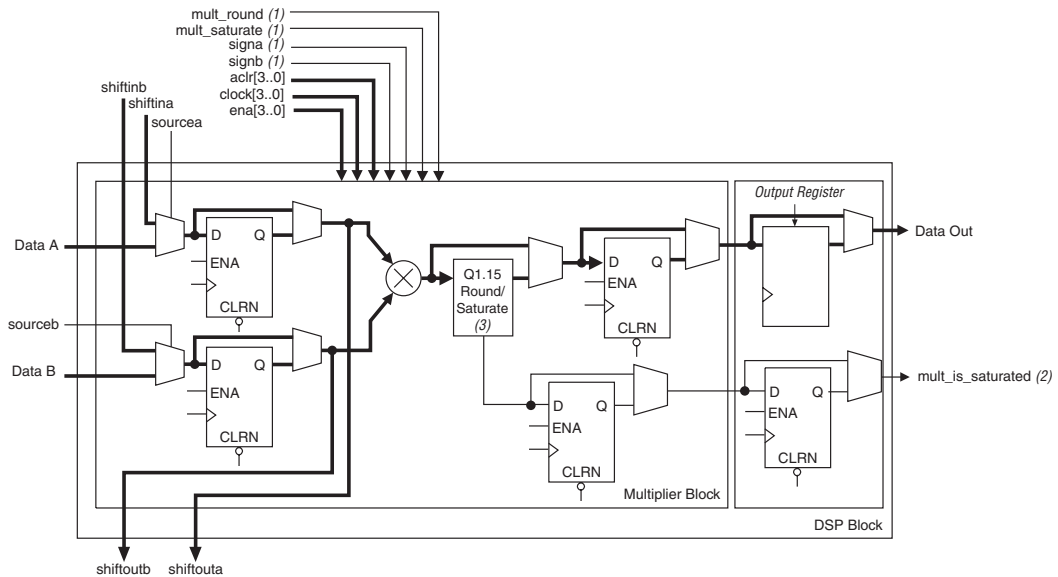 mult_round (1)
mult_saturate (1)
signa (1)
signb (1)
aclr[3..0]
clock[3..0]
ena[3..0]
shiftinb
shiftina
sourcea
Data A
sourceb
Data B
D Q
ENA
CLRN
D Q
ENA
CLRN
Q1.15
Round/
Saturate
(3)
D Q
ENA
CLRN
D Q
ENA
CLRN
Output Register
Data Out
D Q
ENA
CLRN
mult_is_saturated (2)
Multiplier Block
DSP Block
shiftoutb
shiftouta